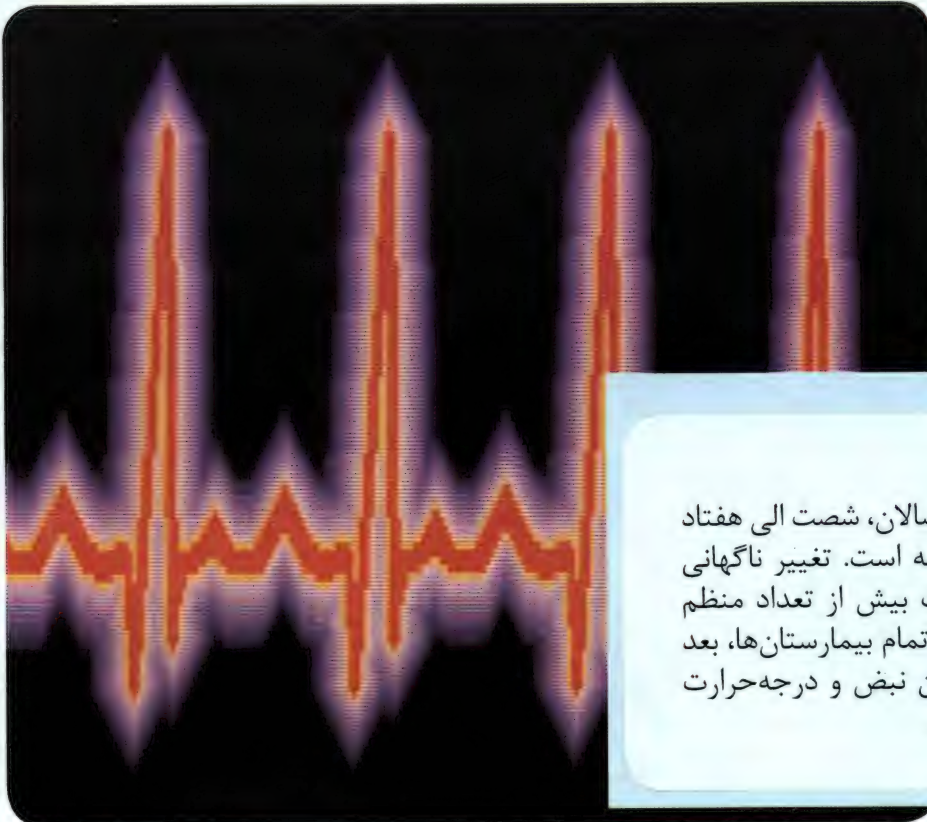 سالان، شصت الی هفتاد
ه است. تغییر ناگهانی
بیش از تعداد منظم
تمام بیمارستان‌ها، بعد
ن نبض و درجه‌حرارت